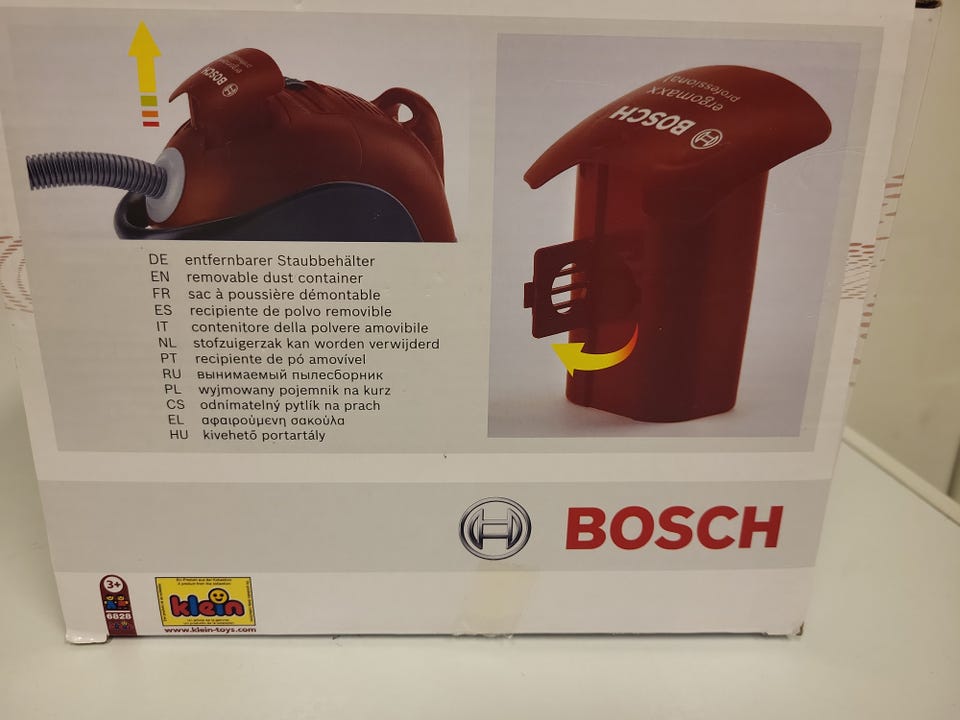 BOSCH
ergomaxx
professional
BOSCH
DE entfernbarer Staubbehälter
EN removable dust container
FR sac à poussière démontable
ES recipiente de polvo removible
IT contenitore della polvere amovibile
NL stofzuigerzak kan worden verwijderd
PT recipiente de pó amovível
RU вынимаемый пылесборник
PL wyjmowany pojemnik na kurz
CS odnímatelný pytlík na prach
EL αφαιρούμενη σακούλα
HU kivehető portartály
BOSCH
3+
6828
klein
www.klein-toys.com